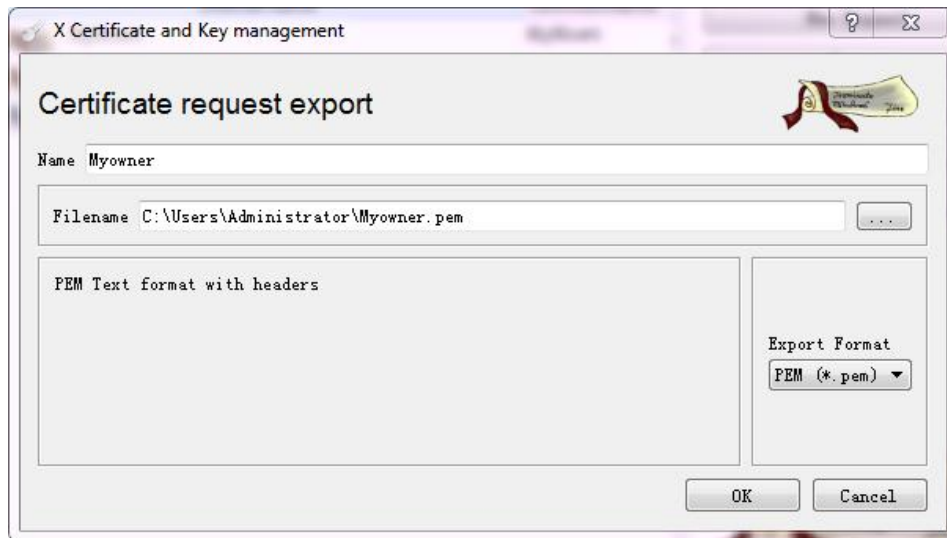 X Certificate and Key management
Certificate request export
Name Myowner
Filename C:\Users\Administrator\Myowner.pem ...
PEM Text format with headers
Export Format
PEM (*.pem)
OK Cancel